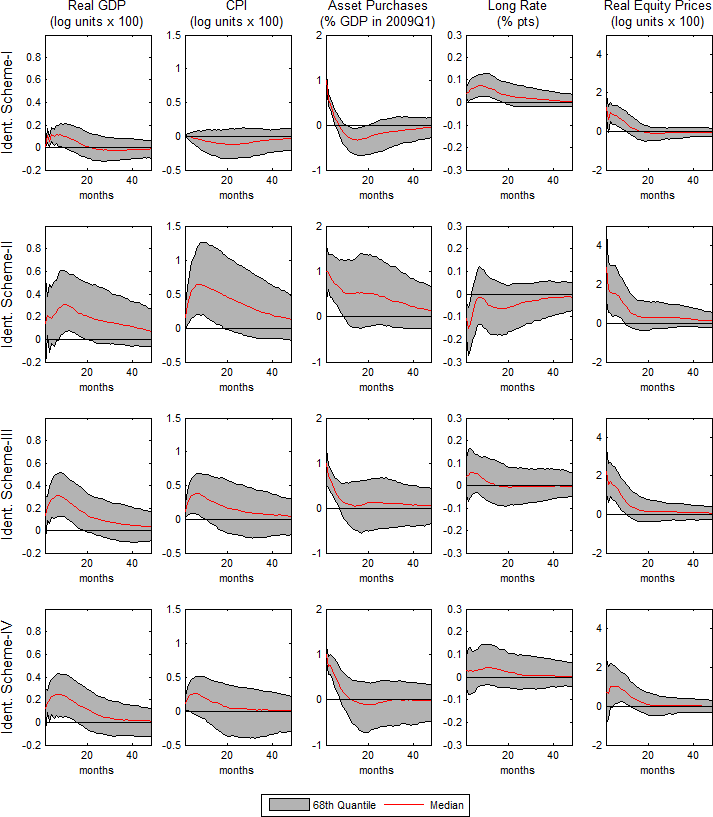 Real GDP CPI Asset Purchases Long Rate Real Equity Prices
(log units x 100) (log units x 100) (% GDP in 2009Q1) (% pts) (log units x 100)
Ident. Scheme-I
1 1.5 2 0.3
0.8 1 0.2 4
0.6 1 0.1
0.4 0.5 0 2
0.2 0 -0.1
0 0 -0.2 0
-0.2 -0.5 -1 -0.3 -2
20 40 20 40 20 40 20 40 20 40
months months months months months
Ident. Scheme-II
1.5 2 0.3
0.8 1 0.2 4
0.6 1 0.1
0.4 0.5 0 2
0.2 0 -0.1
0 0 -0.2 0
-0.2 -0.5 -1 -0.3 -2
20 40 20 40 20 40 20 40 20 40
months months months months months
Ident. Scheme-III
1.5 2 0.3
0.8 1 0.2 4
0.6 1 0.1
0.4 0.5 0 2
0.2 0 -0.1
0 0 -0.2 0
-0.2 -0.5 -1 -0.3 -2
20 40 20 40 20 40 20 40 20 40
months months months months months
Ident. Scheme-IV
1.5 2 0.3
0.8 1 0.2 4
0.6 1 0.1
0.4 0.5 0 2
0.2 0 -0.1
0 0 -0.2 0
-0.2 -0.5 -1 -0.3 -2
20 40 20 40 20 40 20 40 20 40
months months months months months
68th Quantile Median